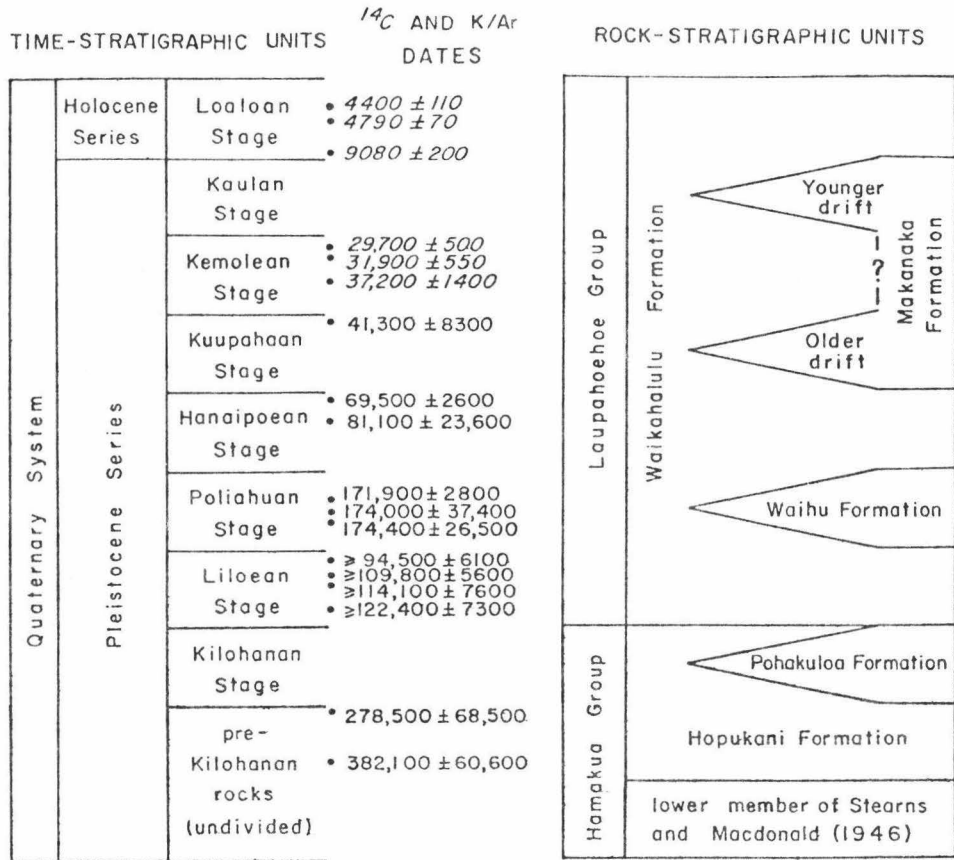 TIME-STRATIGRAPHIC UNITS
14C AND K/Ar
DATES
ROCK-STRATIGRAPHIC UNITS
Quaternary System
Holocene
Series
Pleistocene Series
Loaloan
Stage
Kaulan
Stage
Kemolean
Stage
Kuupahaan
Stage
Hanaipoean
Stage
Poliahuan
Stage
Liloean
Stage
Kilohanan
Stage
pre-
Kilohanan
rocks
(undivided)
• 4400 ± 110
• 4790 ± 70
• 9080 ± 200
• 29,700 ± 500
• 31,900 ± 550
• 37,200 ± 1400
• 41,300 ± 8300
• 69,500 ± 2600
• 81,100 ± 23,600
• 171,900 ± 2800
• 174,000 ± 37,400
• 174,400 ± 26,500
• ≥ 94,500 ± 6100
• ≥109,800 ± 5600
• ≥114,100 ± 7600
• ≥122,400 ± 7300
• 278,500 ± 68,500
• 382,100 ± 60,600
Laupahoehoe Group
Hamakua Group
Waikahalulu Formation
Younger
drift
?
Makanaka
Formation
Older
drift
Waihu Formation
Pohakuloa Formation
Hopukani Formation
lower member of Stearns
and Macdonald (1946)